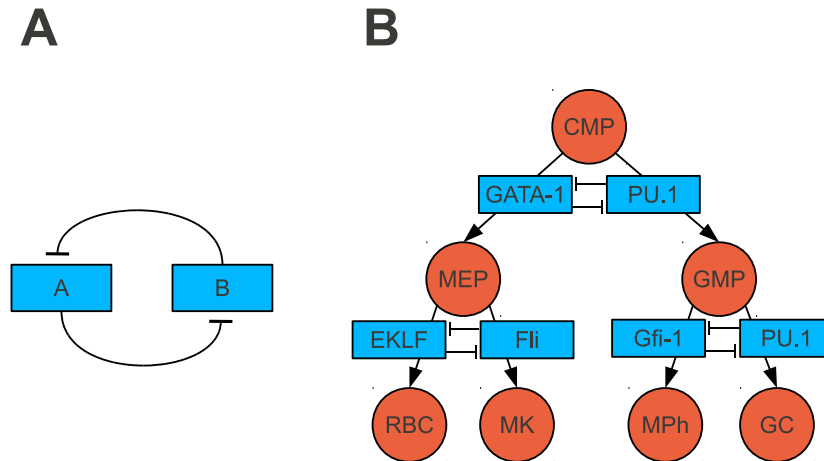 A
B
CMP
GATA-1
PU.1
A
B
MEP
GMP
EKLF
Fli
Gfi-1
PU.1
RBC
MK
MPh
GC